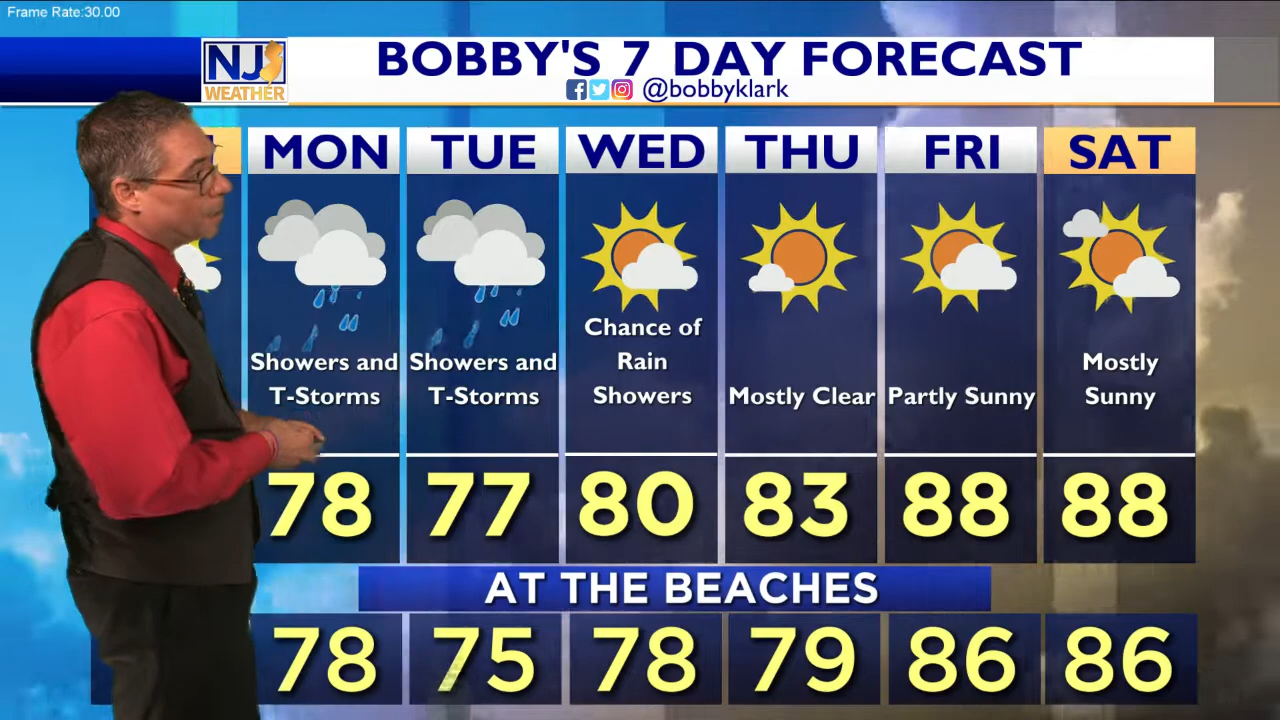 Frame Rate:30.00
NJ
WEATHER
BOBBY'S 7 DAY FORECAST
@bobbyklark
MON TUE WED THU FRI SAT
Showers and
T-Storms
Showers and
T-Storms
Chance of
Rain
Showers
Mostly Clear
Partly Sunny
Mostly
Sunny
78 77 80 83 88 88
AT THE BEACHES
78 75 78 79 86 86